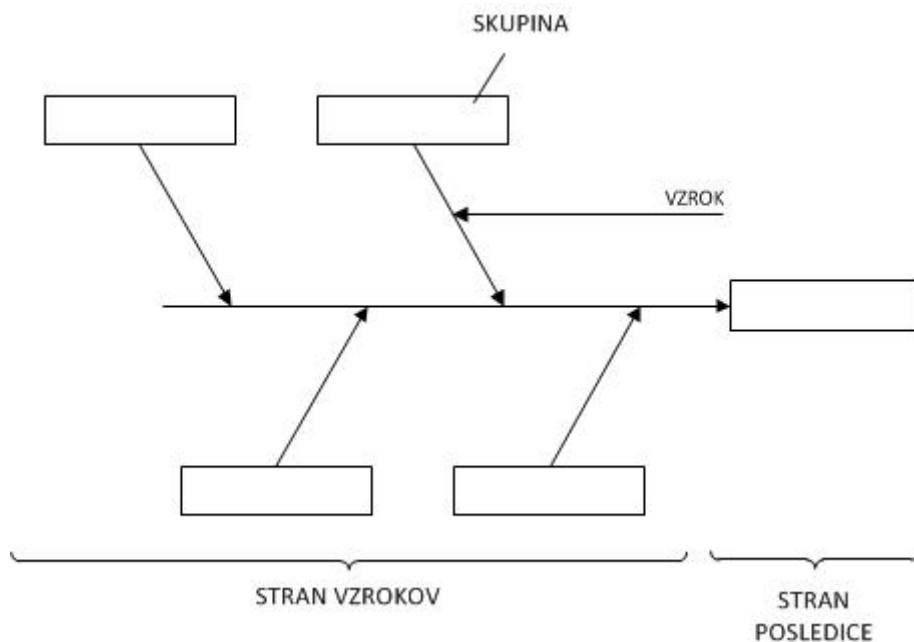 SKUPINA
VZROK
STRAN VZROKOV
STRAN
POSLEDICE